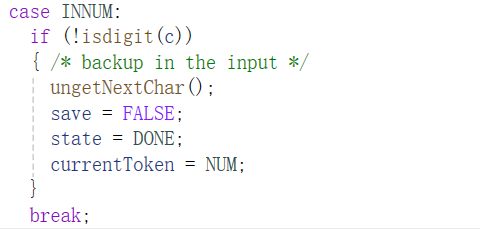 case INNUM:
if (!isdigit(c))
{ /* backup in the input */
ungetNextChar();
save = FALSE;
state = DONE;
currentToken = NUM;
}
break;